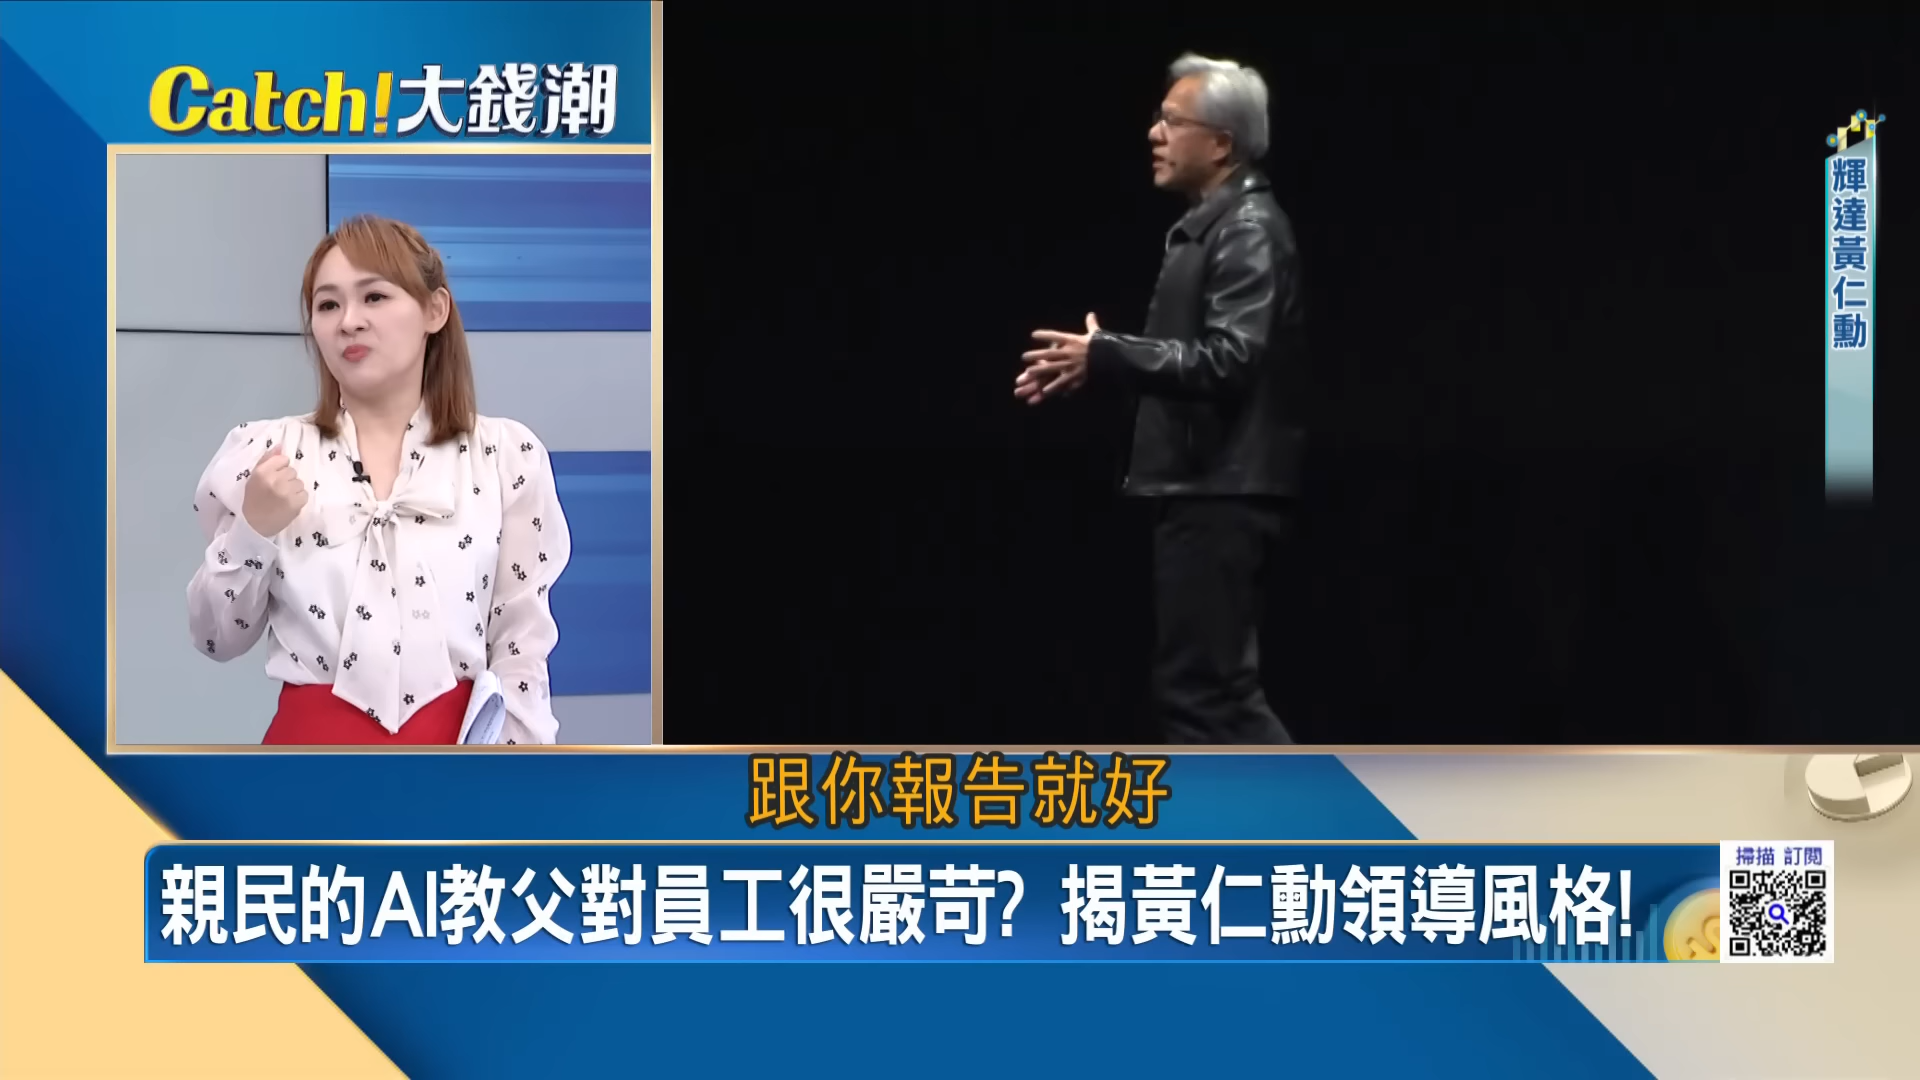 Catch!大錢潮
輝達黃仁勳
跟你報告就好
親民的AI教父對員工很嚴苛? 揭黃仁勳領導風格!
掃描 訂閱